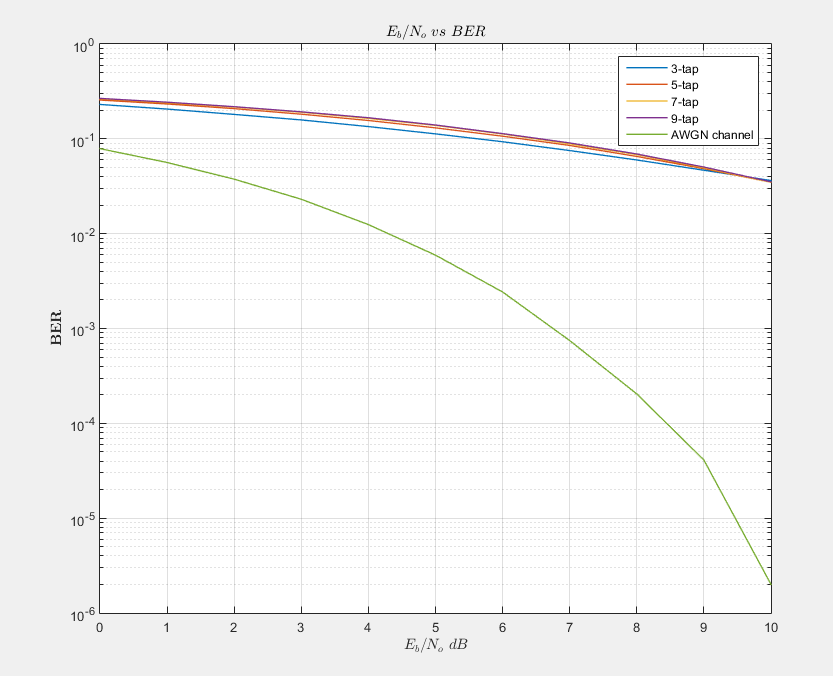 E_b/N_o vs BER
3-tap
5-tap
7-tap
9-tap
AWGN channel
10^0
10^-1
10^-2
10^-3
10^-4
10^-5
10^-6
BER
0 1 2 3 4 5 6 7 8 9 10
E_b/N_o dB